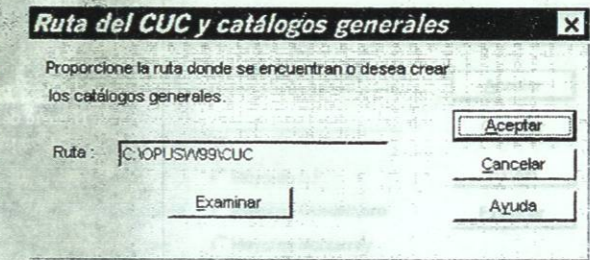 Ruta del CUC y catálogos generales
Proporcione la ruta donde se encuentran o desea crear
los catálogos generales.
Ruta : C:\OPUSW99\CUC
Aceptar
Cancelar
Examinar
Ayuda